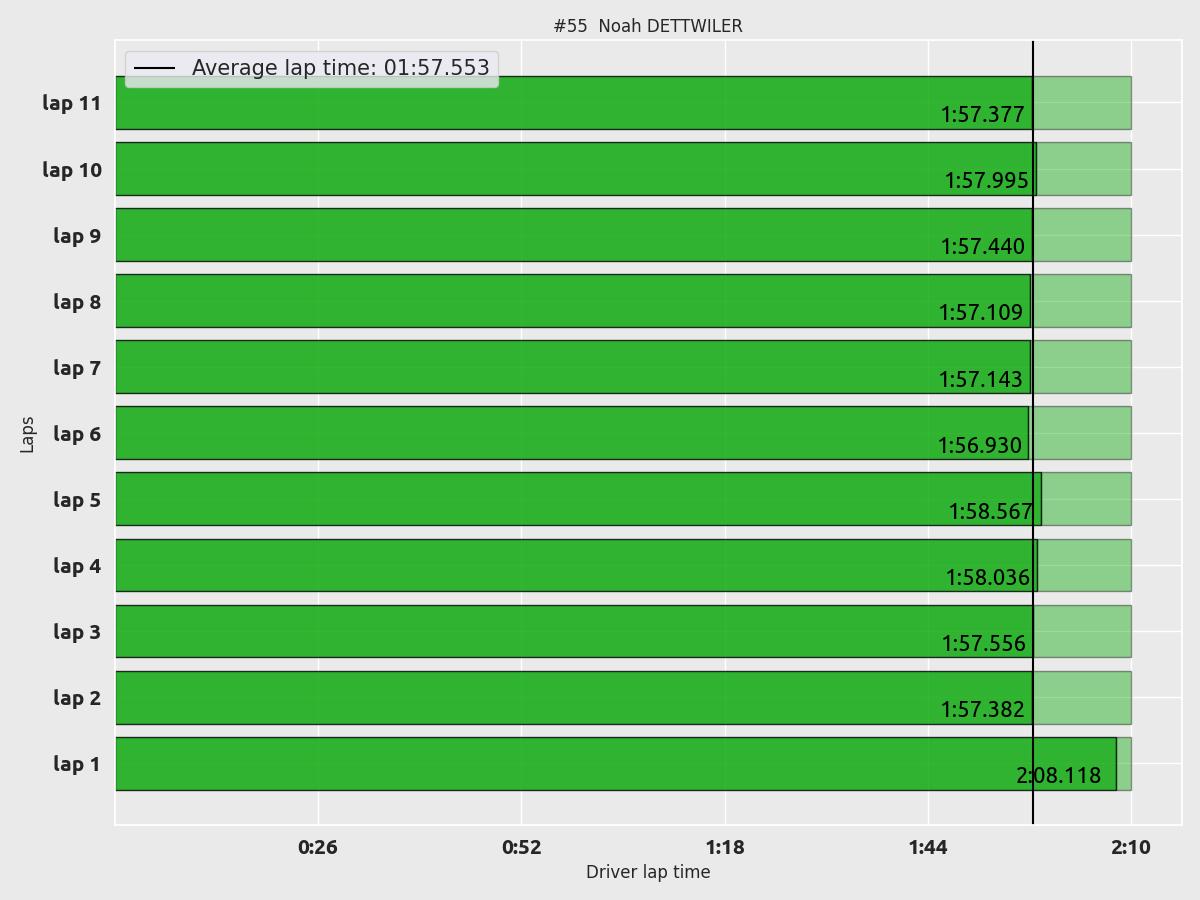 #55  Noah DETTWILER
Average lap time: 01:57.553
lap 11
1:57.377
lap 10
1:57.995
lap 9
1:57.440
lap 8
1:57.109
lap 7
1:57.143
Laps
lap 6
1:56.930
lap 5
1:58.567
lap 4
1:58.036
lap 3
1:57.556
lap 2
1:57.382
lap 1
2:08.118
0:26 0:52 1:18 1:44 2:10
Driver lap time